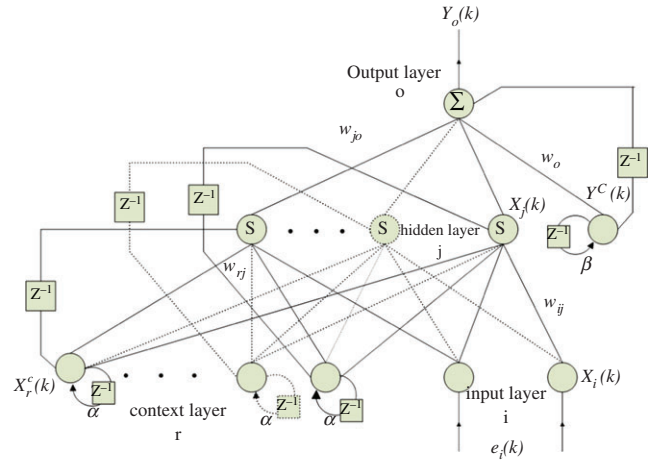 Yₒ(k)
Output layer
o
Σ
w_jo
w_o
Z⁻¹
Z⁻¹
Z⁻¹
X_j(k)
Y^C(k)
S
S
hidden layer
j
S
Z⁻¹
β
Z⁻¹
w_rj
w_ij
X_r^c(k)
Z⁻¹
α
context layer
r
Z⁻¹
α
Z⁻¹
α
input layer
i
X_i(k)
e_i(k)